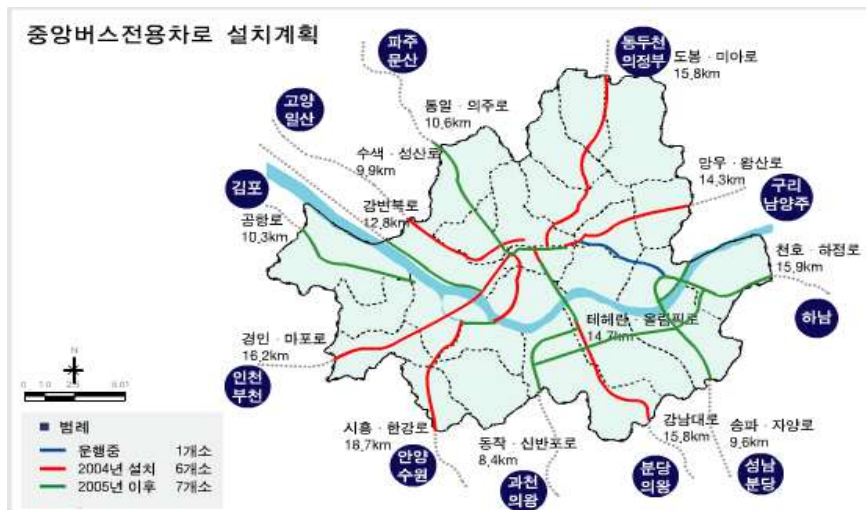 중앙버스전용차로 설치계획
파주
문산
동두천
의정부
도봉 · 미아로
15.8km
고양
일산
통일 · 의주로
10.6km
수색 · 성산로
9.9km
망우 · 왕산로
14.3km
김포
강변북로
12.8km
구리
남양주
공항로
10.3km
천호 · 하정로
15.9km
테헤란 · 올림픽로
14.7km
하남
경인 · 마포로
16.2km
인천
부천
시흥 · 한강로
18.7km
안양
수원
동작 · 신반포로
8.4km
과천
의왕
강남대로
15.8km
분당
의왕
송파 · 자양로
9.6km
성남
분당
범례
운행중 1개소
2004년 설치 6개소
2005년 이후 7개소